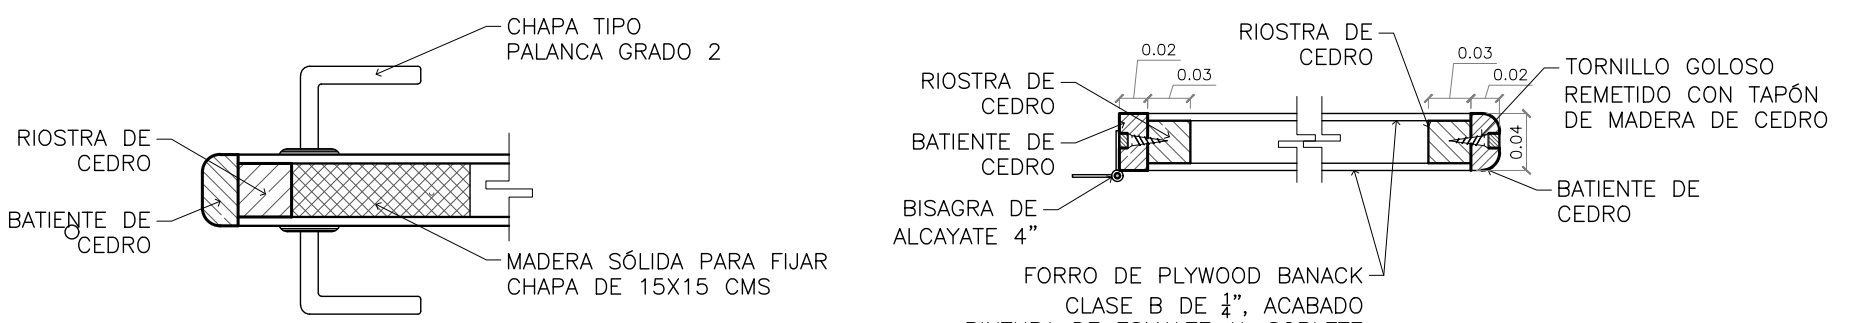 CHAPA TIPO
PALANCA GRADO 2
RIOSTRA DE
CEDRO
BATIENTE DE
CEDRO
MADERA SÓLIDA PARA FIJAR
CHAPA DE 15X15 CMS
RIOSTRA DE
CEDRO
0.02
0.03
RIOSTRA DE
CEDRO
BATIENTE DE
CEDRO
BISAGRA DE
ALCAYATE 4”
0.03
0.02
TORNILLO GOLOSO
REMETIDO CON TAPÓN
DE MADERA DE CEDRO
0.04
BATIENTE DE
CEDRO
FORRO DE PLYWOOD BANACK
CLASE B DE 1/4”, ACABADO